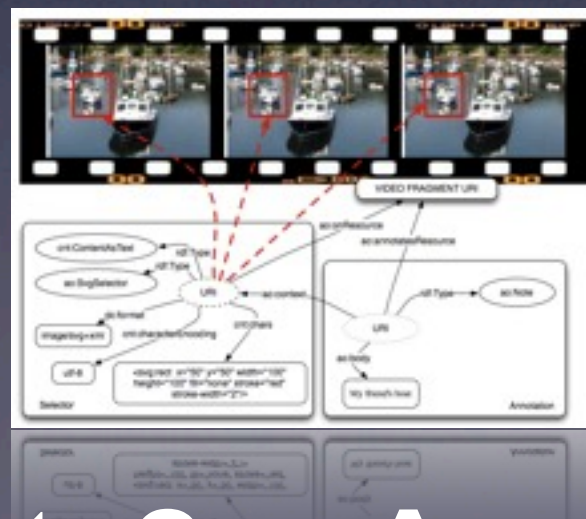 VIDEO FRAGMENT URI
ao:onResource
ao:annotatesResource
cnt:ContentAsText
rdf:Type
rdf:Type
ao:SvgSelector
URI
ao:context
rdf:Type
ao:Note
dc:format
cnt:chars
URI
image/svg+xml
cnt:characterEncoding
ao:body
utf-8
<svg:rect x="50" y="50" width="100"
height="100" fill="none" stroke="red"
stroke-width="2"/>
My friend's boat
Selector
Annotation